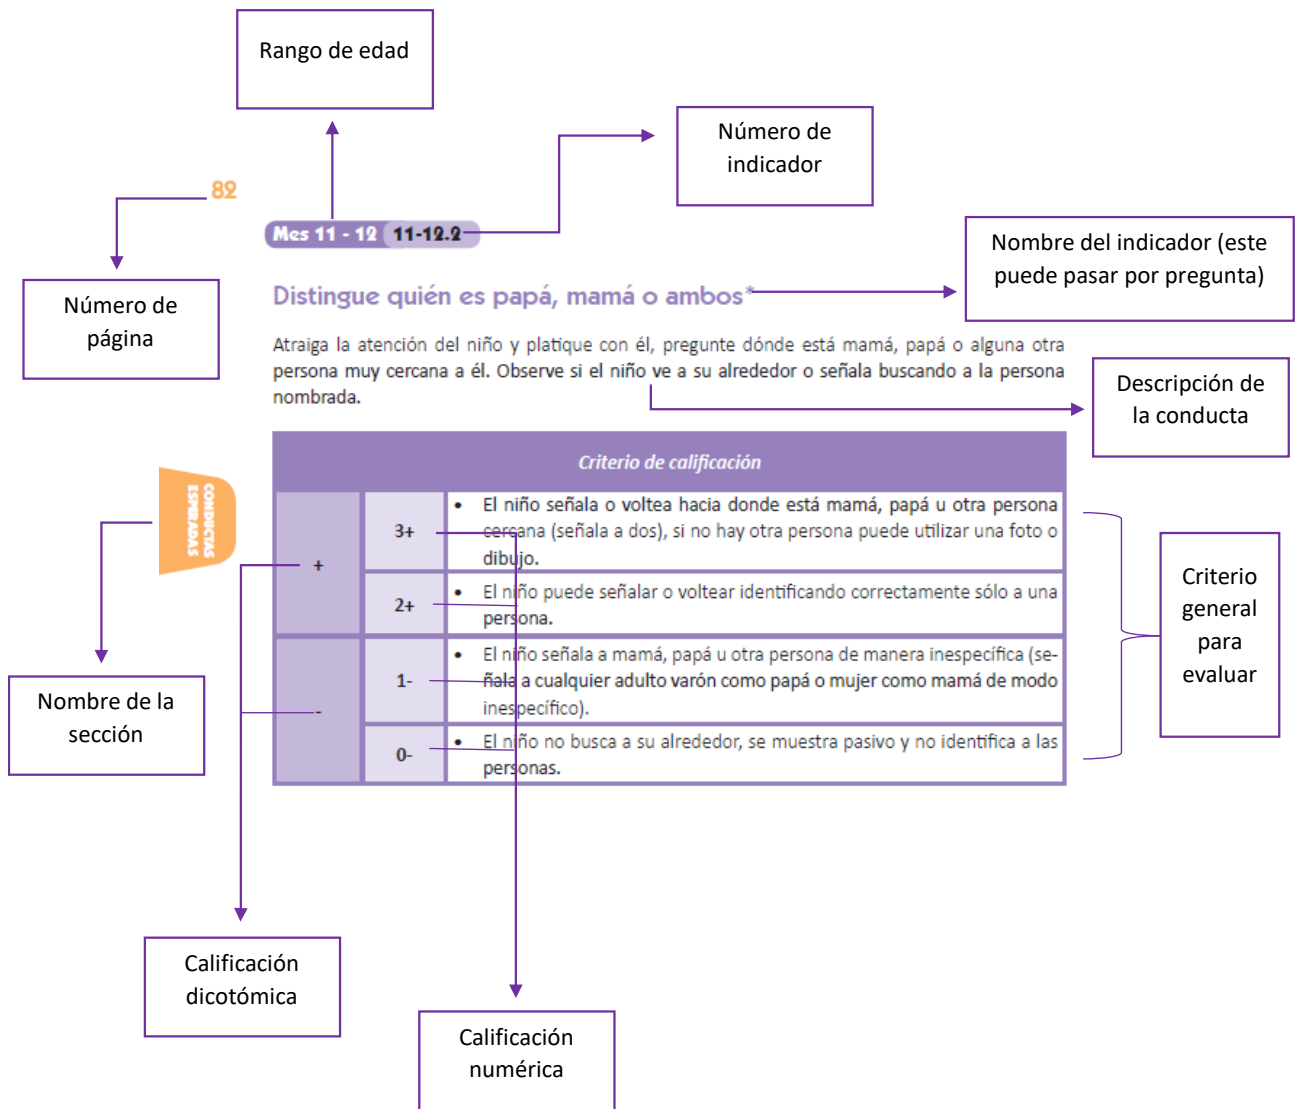 Rango de edad
Número de
indicador
82
Mes 11 - 12 11-12.2
Nombre del indicador (este
puede pasar por pregunta)
Número de
página
Distingue quién es papá, mamá o ambos*
Atraiga la atención del niño y platique con él, pregunte dónde está mamá, papá o alguna otra
persona muy cercana a él. Observe si el niño ve a su alrededor o señala buscando a la persona
nombrada.
Descripción de
la conducta
Criterio de calificación
CONDUCTAS
ESPERADAS
+
3+
• El niño señala o voltea hacia donde está mamá, papá u otra persona
cercana (señala a dos), si no hay otra persona puede utilizar una foto o
dibujo.
2+
• El niño puede señalar o voltear identificando correctamente sólo a una
persona.
-
1-
• El niño señala a mamá, papá u otra persona de manera inespecífica (se-
ñala a cualquier adulto varón como papá o mujer como mamá de modo
inespecífico).
0-
• El niño no busca a su alrededor, se muestra pasivo y no identifica a las
personas.
Criterio
general
para
evaluar
Nombre de la
sección
Calificación
dicotómica
Calificación
numérica